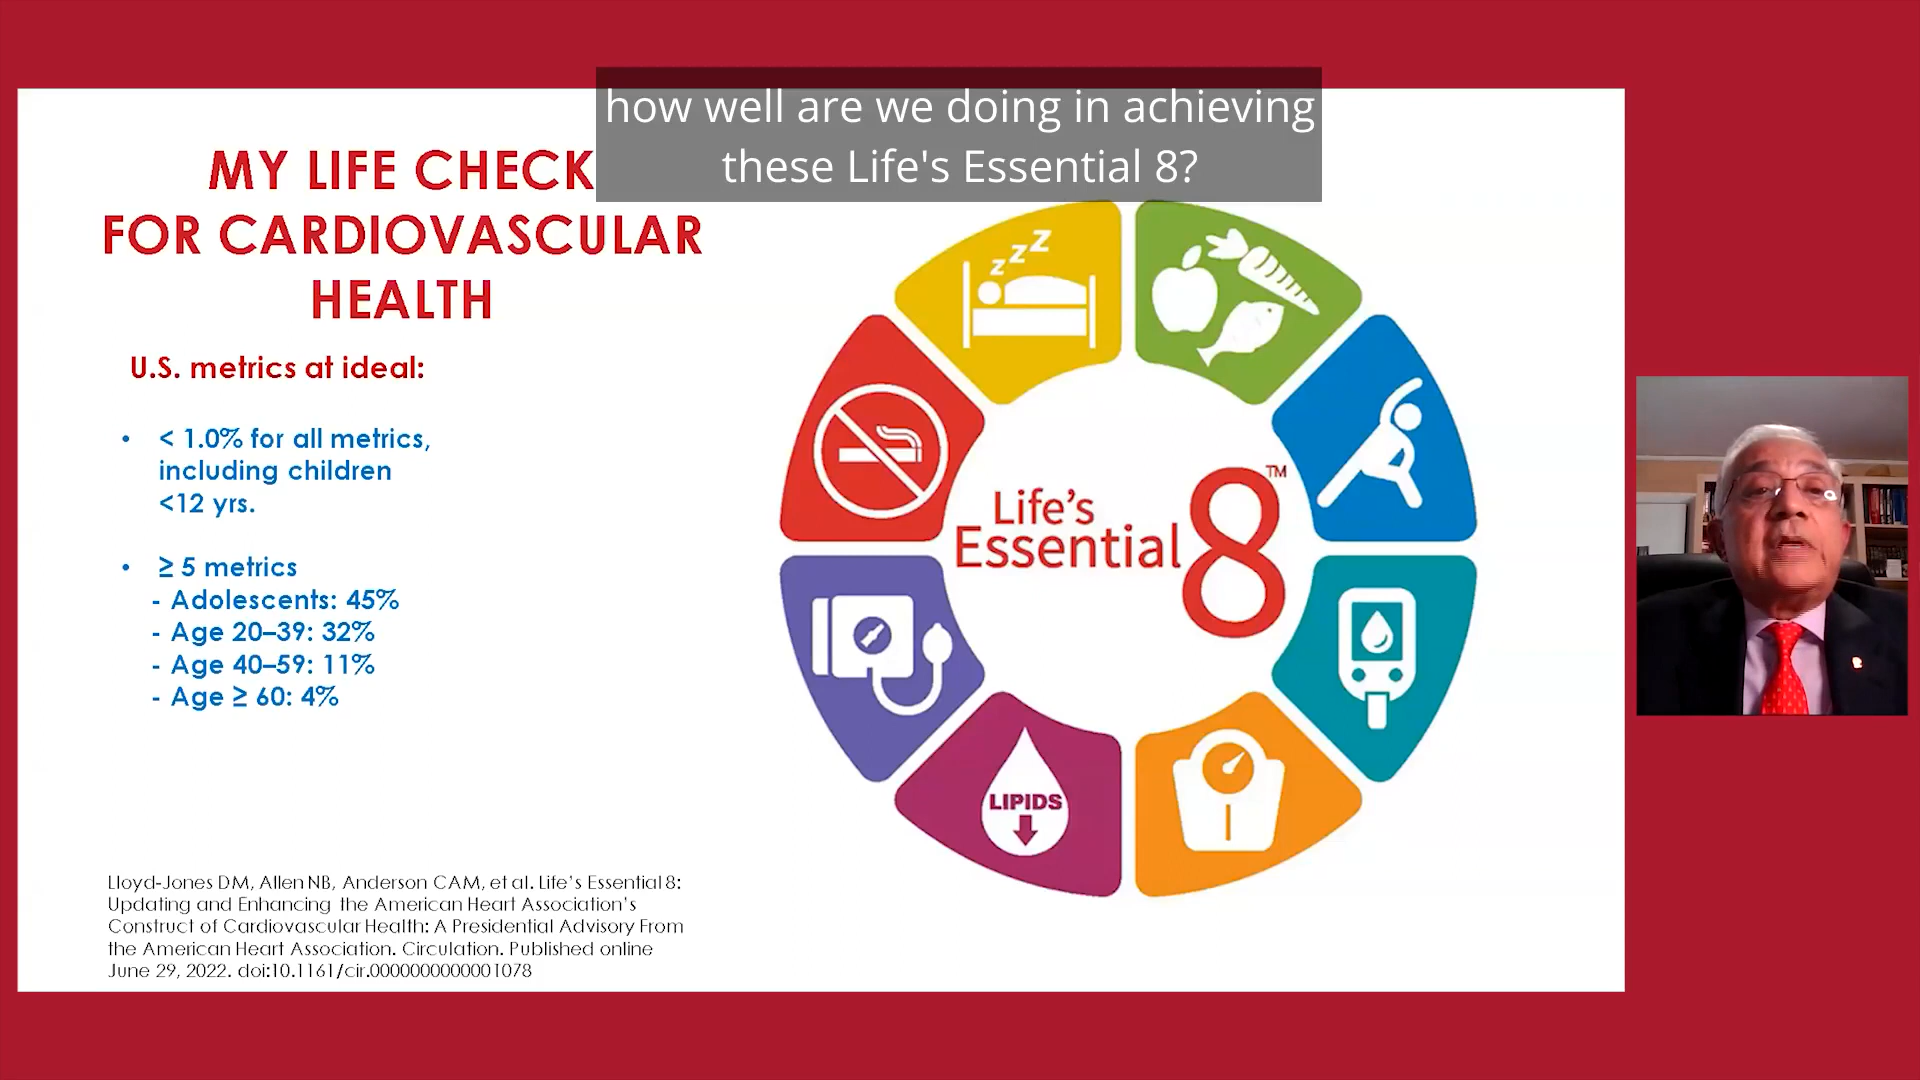 how well are we doing in achieving
these Life's Essential 8?
MY LIFE CHECK
FOR CARDIOVASCULAR
HEALTH
U.S. metrics at ideal:
• < 1.0% for all metrics,
including children
<12 yrs.
• ≥ 5 metrics
- Adolescents: 45%
- Age 20–39: 32%
- Age 40–59: 11%
- Age ≥ 60: 4%
Lloyd-Jones DM, Allen NB, Anderson CAM, et al. Life's Essential 8:
Updating and Enhancing the American Heart Association's
Construct of Cardiovascular Health: A Presidential Advisory From
the American Heart Association. Circulation. Published online
June 29, 2022. doi:10.1161/cir.0000000000001078
z z z
Life's
Essential 8™
LIPIDS